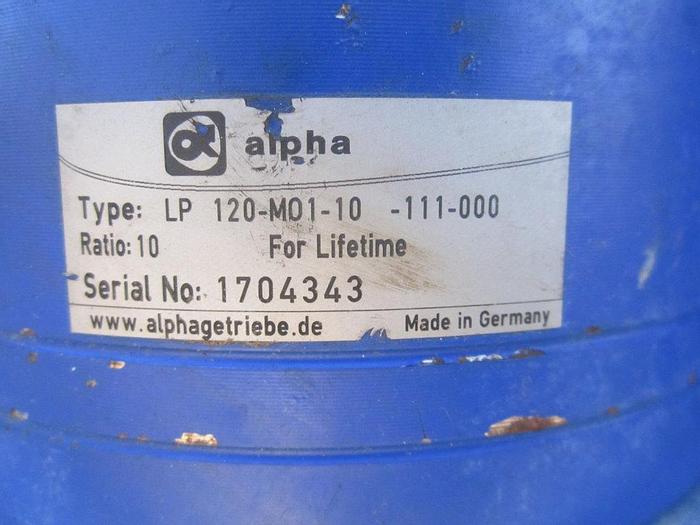 alpha
Type: LP 120-M01-10 -111-000
Ratio: 10 For Lifetime
Serial No: 1704343
www.alphagetriebe.de Made in Germany